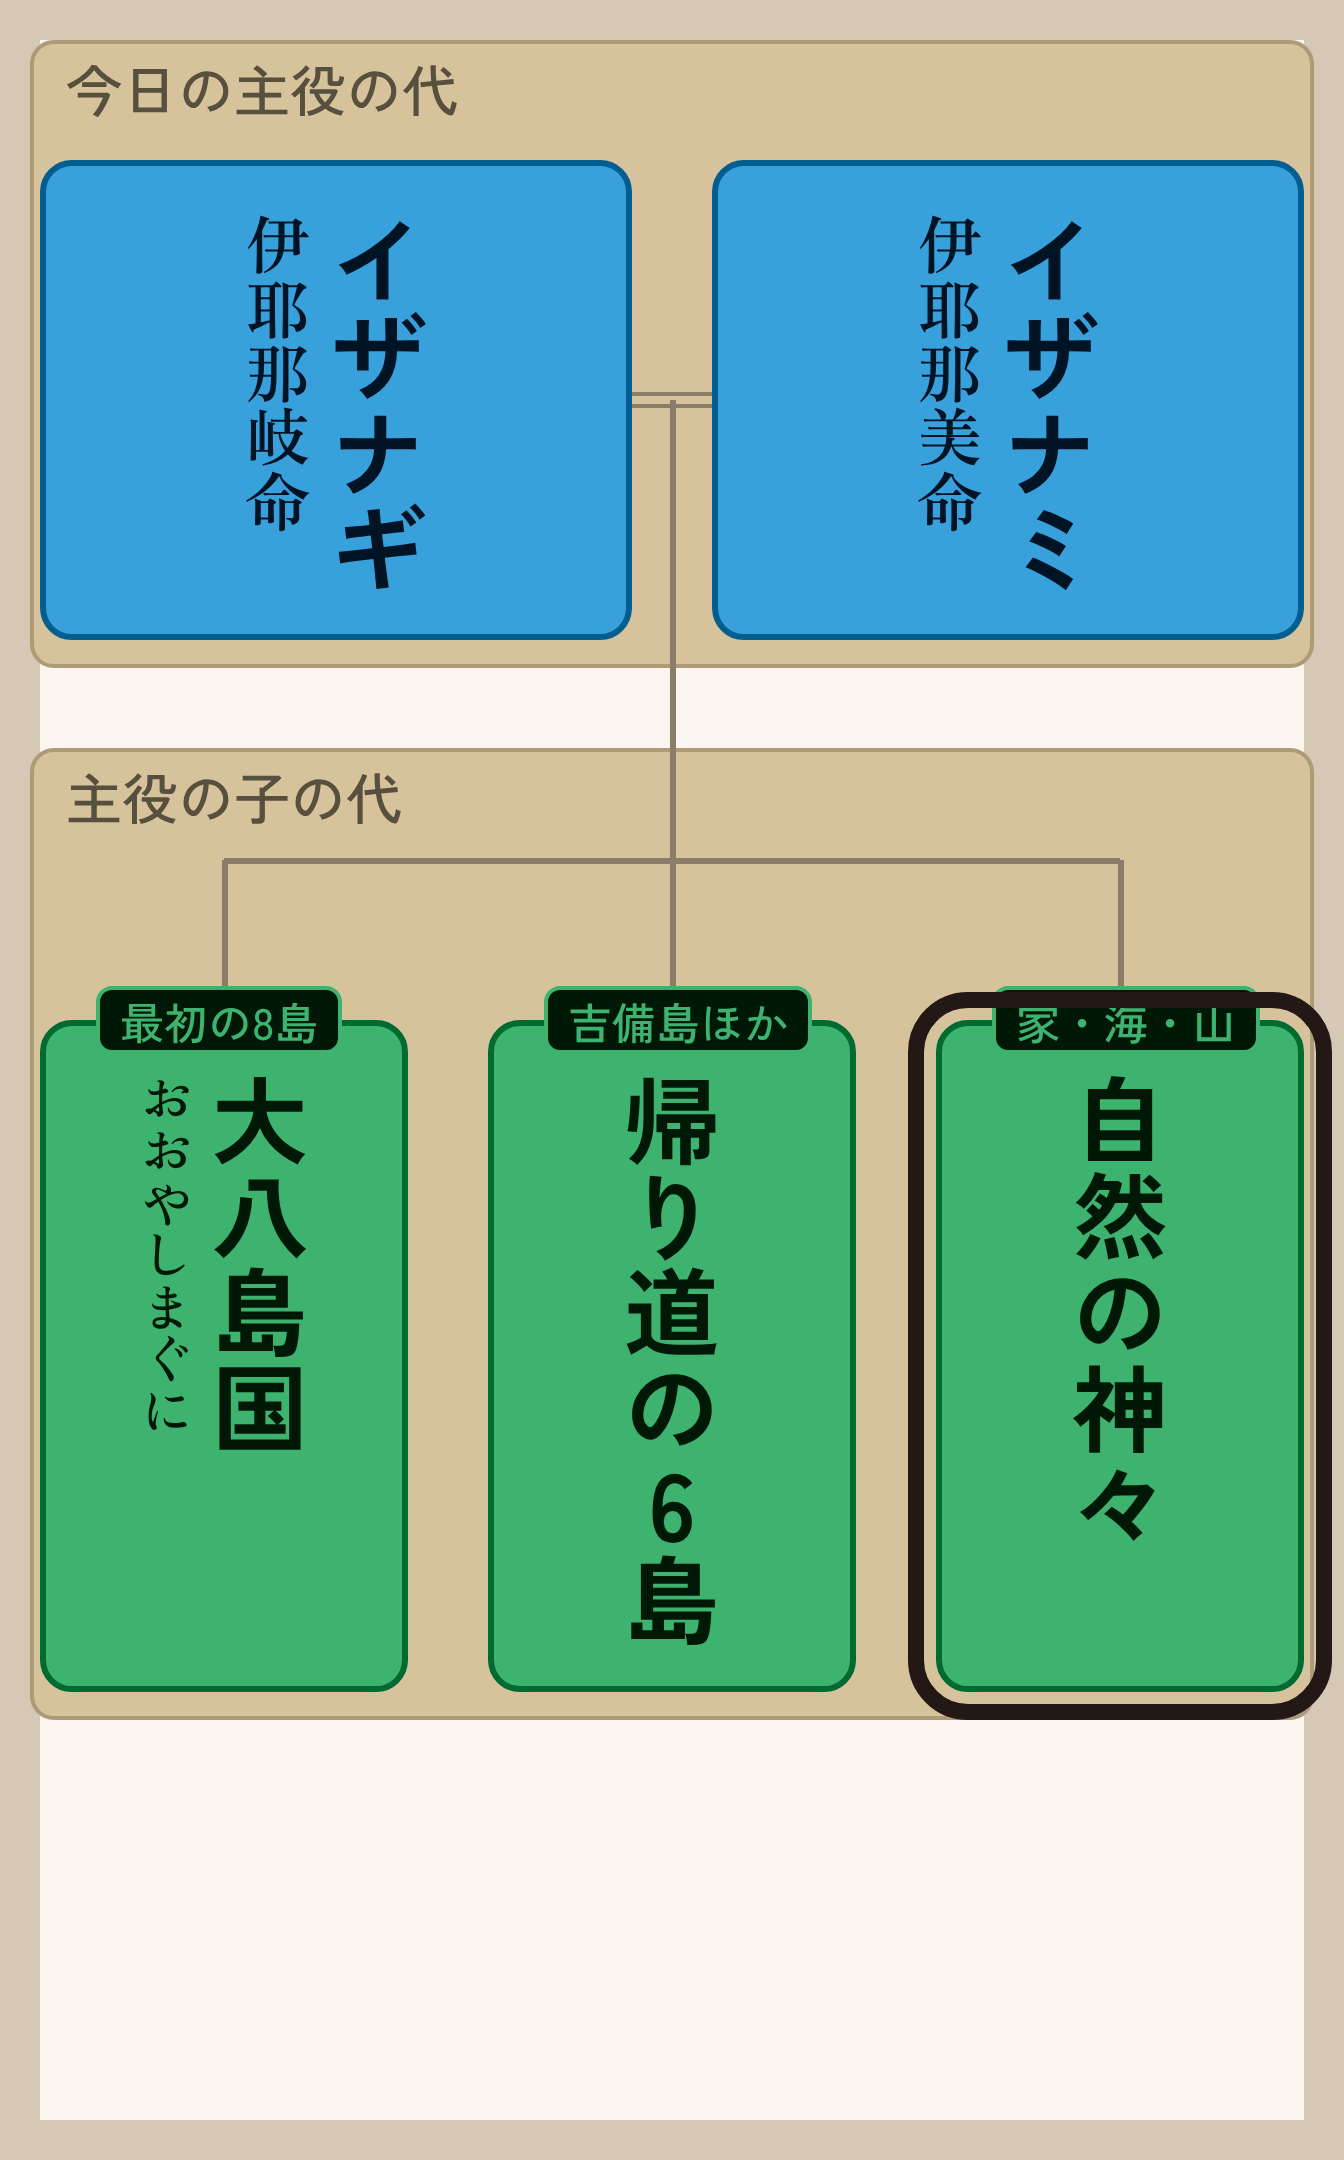 今日の主役の代
イザナギ
伊耶那岐命
イザナミ
伊耶那美命
主役の子の代
最初の8島
大八島国
おおやしまぐに
吉備島ほか
帰り道の6島
家・海・山
自然の神々